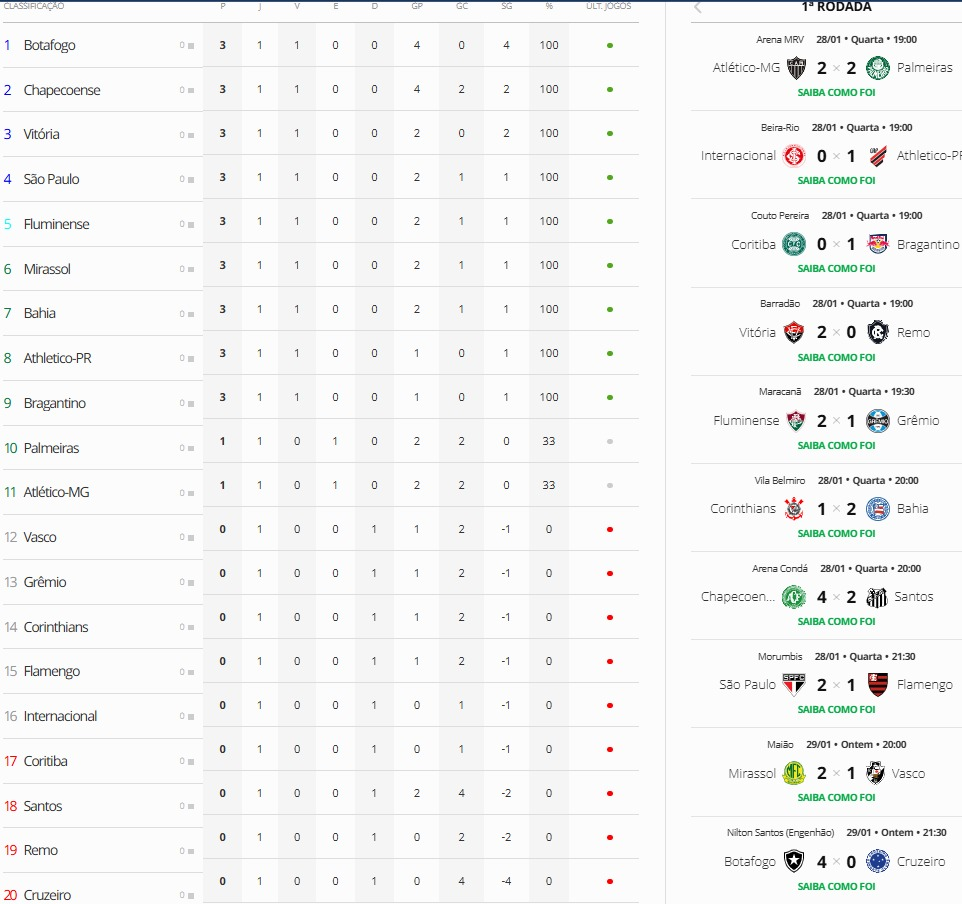 CLASSIFICAÇÃO P J V E D GP GC SG % ÚLT. JOGOS
1 Botafogo 0 3 1 1 0 0 4 0 4 100
2 Chapecoense 0 3 1 1 0 0 4 2 2 100
3 Vitória 0 3 1 1 0 0 2 0 2 100
4 São Paulo 0 3 1 1 0 0 2 1 1 100
5 Fluminense 0 3 1 1 0 0 2 1 1 100
6 Mirassol 0 3 1 1 0 0 2 1 1 100
7 Bahia 0 3 1 1 0 0 2 1 1 100
8 Athletico-PR 0 3 1 1 0 0 1 0 1 100
9 Bragantino 0 3 1 1 0 0 1 0 1 100
10 Palmeiras 0 1 1 0 1 0 2 2 0 33
11 Atlético-MG 0 1 1 0 1 0 2 2 0 33
12 Vasco 0 0 1 0 0 1 1 2 -1 0
13 Grêmio 0 0 1 0 0 1 1 2 -1 0
14 Corinthians 0 0 1 0 0 1 1 2 -1 0
15 Flamengo 0 0 1 0 0 1 1 2 -1 0
16 Internacional 0 0 1 0 0 1 0 1 -1 0
17 Coritiba 0 0 1 0 0 1 0 1 -1 0
18 Santos 0 0 1 0 0 1 2 4 -2 0
19 Remo 0 0 1 0 0 1 0 2 -2 0
20 Cruzeiro 0 0 1 0 0 1 0 4 -4 0
1ª RODADA
Arena MRV 28/01 • Quarta • 19:00
Atlético-MG 2 × 2 Palmeiras
SAIBA COMO FOI
Beira-Rio 28/01 • Quarta • 19:00
Internacional 0 × 1 Athletico-PR
SAIBA COMO FOI
Couto Pereira 28/01 • Quarta • 19:00
Coritiba 0 × 1 Bragantino
SAIBA COMO FOI
Barradão 28/01 • Quarta • 19:00
Vitória 2 × 0 Remo
SAIBA COMO FOI
Maracanã 28/01 • Quarta • 19:30
Fluminense 2 × 1 Grêmio
SAIBA COMO FOI
Vila Belmiro 28/01 • Quarta • 20:00
Corinthians 1 × 2 Bahia
SAIBA COMO FOI
Arena Condá 28/01 • Quarta • 20:00
Chapecoen... 4 × 2 Santos
SAIBA COMO FOI
Morumbis 28/01 • Quarta • 21:30
São Paulo 2 × 1 Flamengo
SAIBA COMO FOI
Maião 29/01 • Ontem • 20:00
Mirassol 2 × 1 Vasco
SAIBA COMO FOI
Nilton Santos (Engenhão) 29/01 • Ontem • 21:30
Botafogo 4 × 0 Cruzeiro
SAIBA COMO FOI